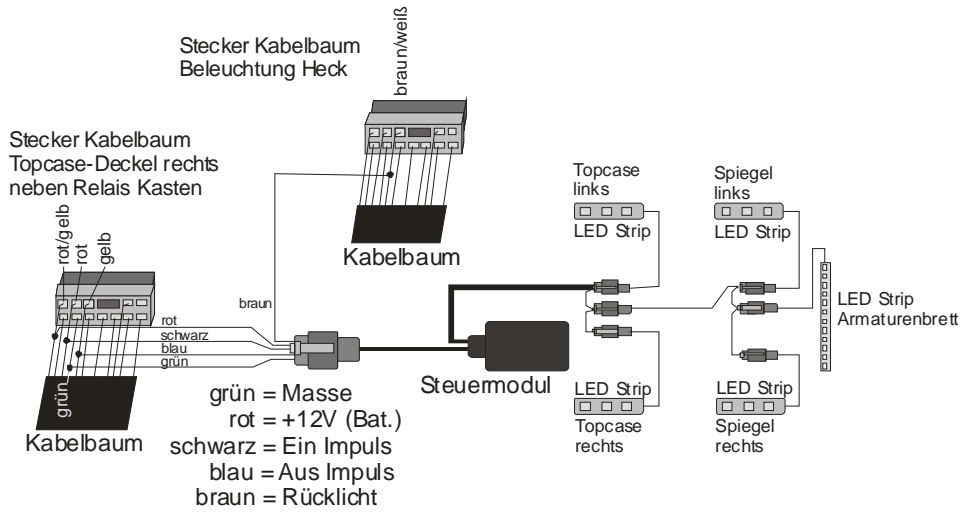 Stecker Kabelbaum
Beleuchtung Heck
braun/weiß
Stecker Kabelbaum
Topcase-Deckel rechts
neben Relais Kasten
rot/gelb
rot
gelb
Kabelbaum
braun
rot
schwarz
blau
grün
grün
Kabelbaum
Steuermodul
grün = Masse
rot = +12V (Bat.)
schwarz = Ein Impuls
blau = Aus Impuls
braun = Rücklicht
Topcase
links
LED Strip
Spiegel
links
LED Strip
LED Strip
Armaturenbrett
LED Strip
Topcase
rechts
LED Strip
Spiegel
rechts